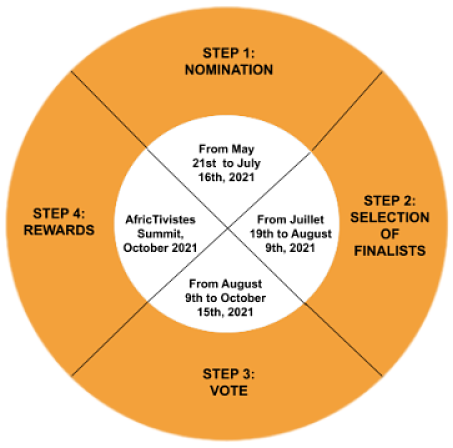 STEP 1:
NOMINATION
From May
21st to July
16th, 2021
STEP 2:
SELECTION
OF
FINALISTS
From Juillet
19th to August
9th, 2021
STEP 3:
VOTE
From August
9th to October
15th, 2021
STEP 4:
REWARDS
AfricTivistes
Summit,
October 2021